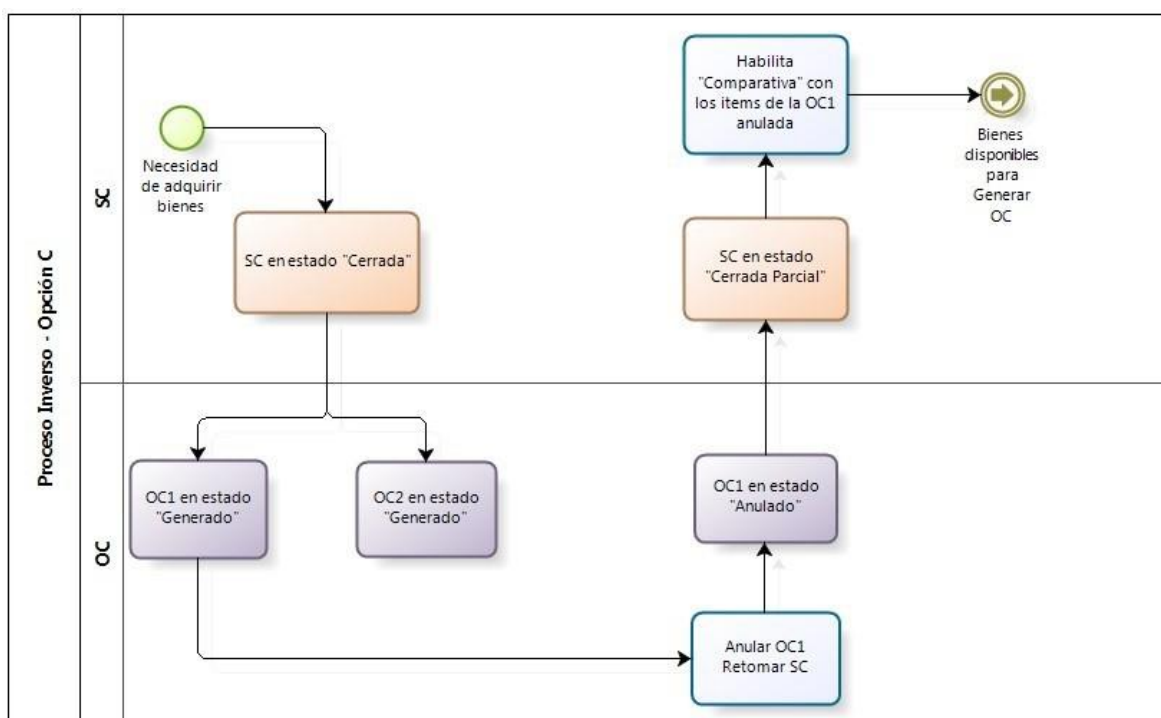 Proceso Inverso - Opción C
SC
Necesidad
de adquirir
bienes
SC en estado "Cerrada"
Habilita
"Comparativa" con
los items de la OC1
anulada
Bienes
disponibles
para
Generar
OC
SC en estado
"Cerrada Parcial"
OC
OC1 en estado
"Generado"
OC2 en estado
"Generado"
OC1 en estado
"Anulado"
Anular OC1
Retomar SC